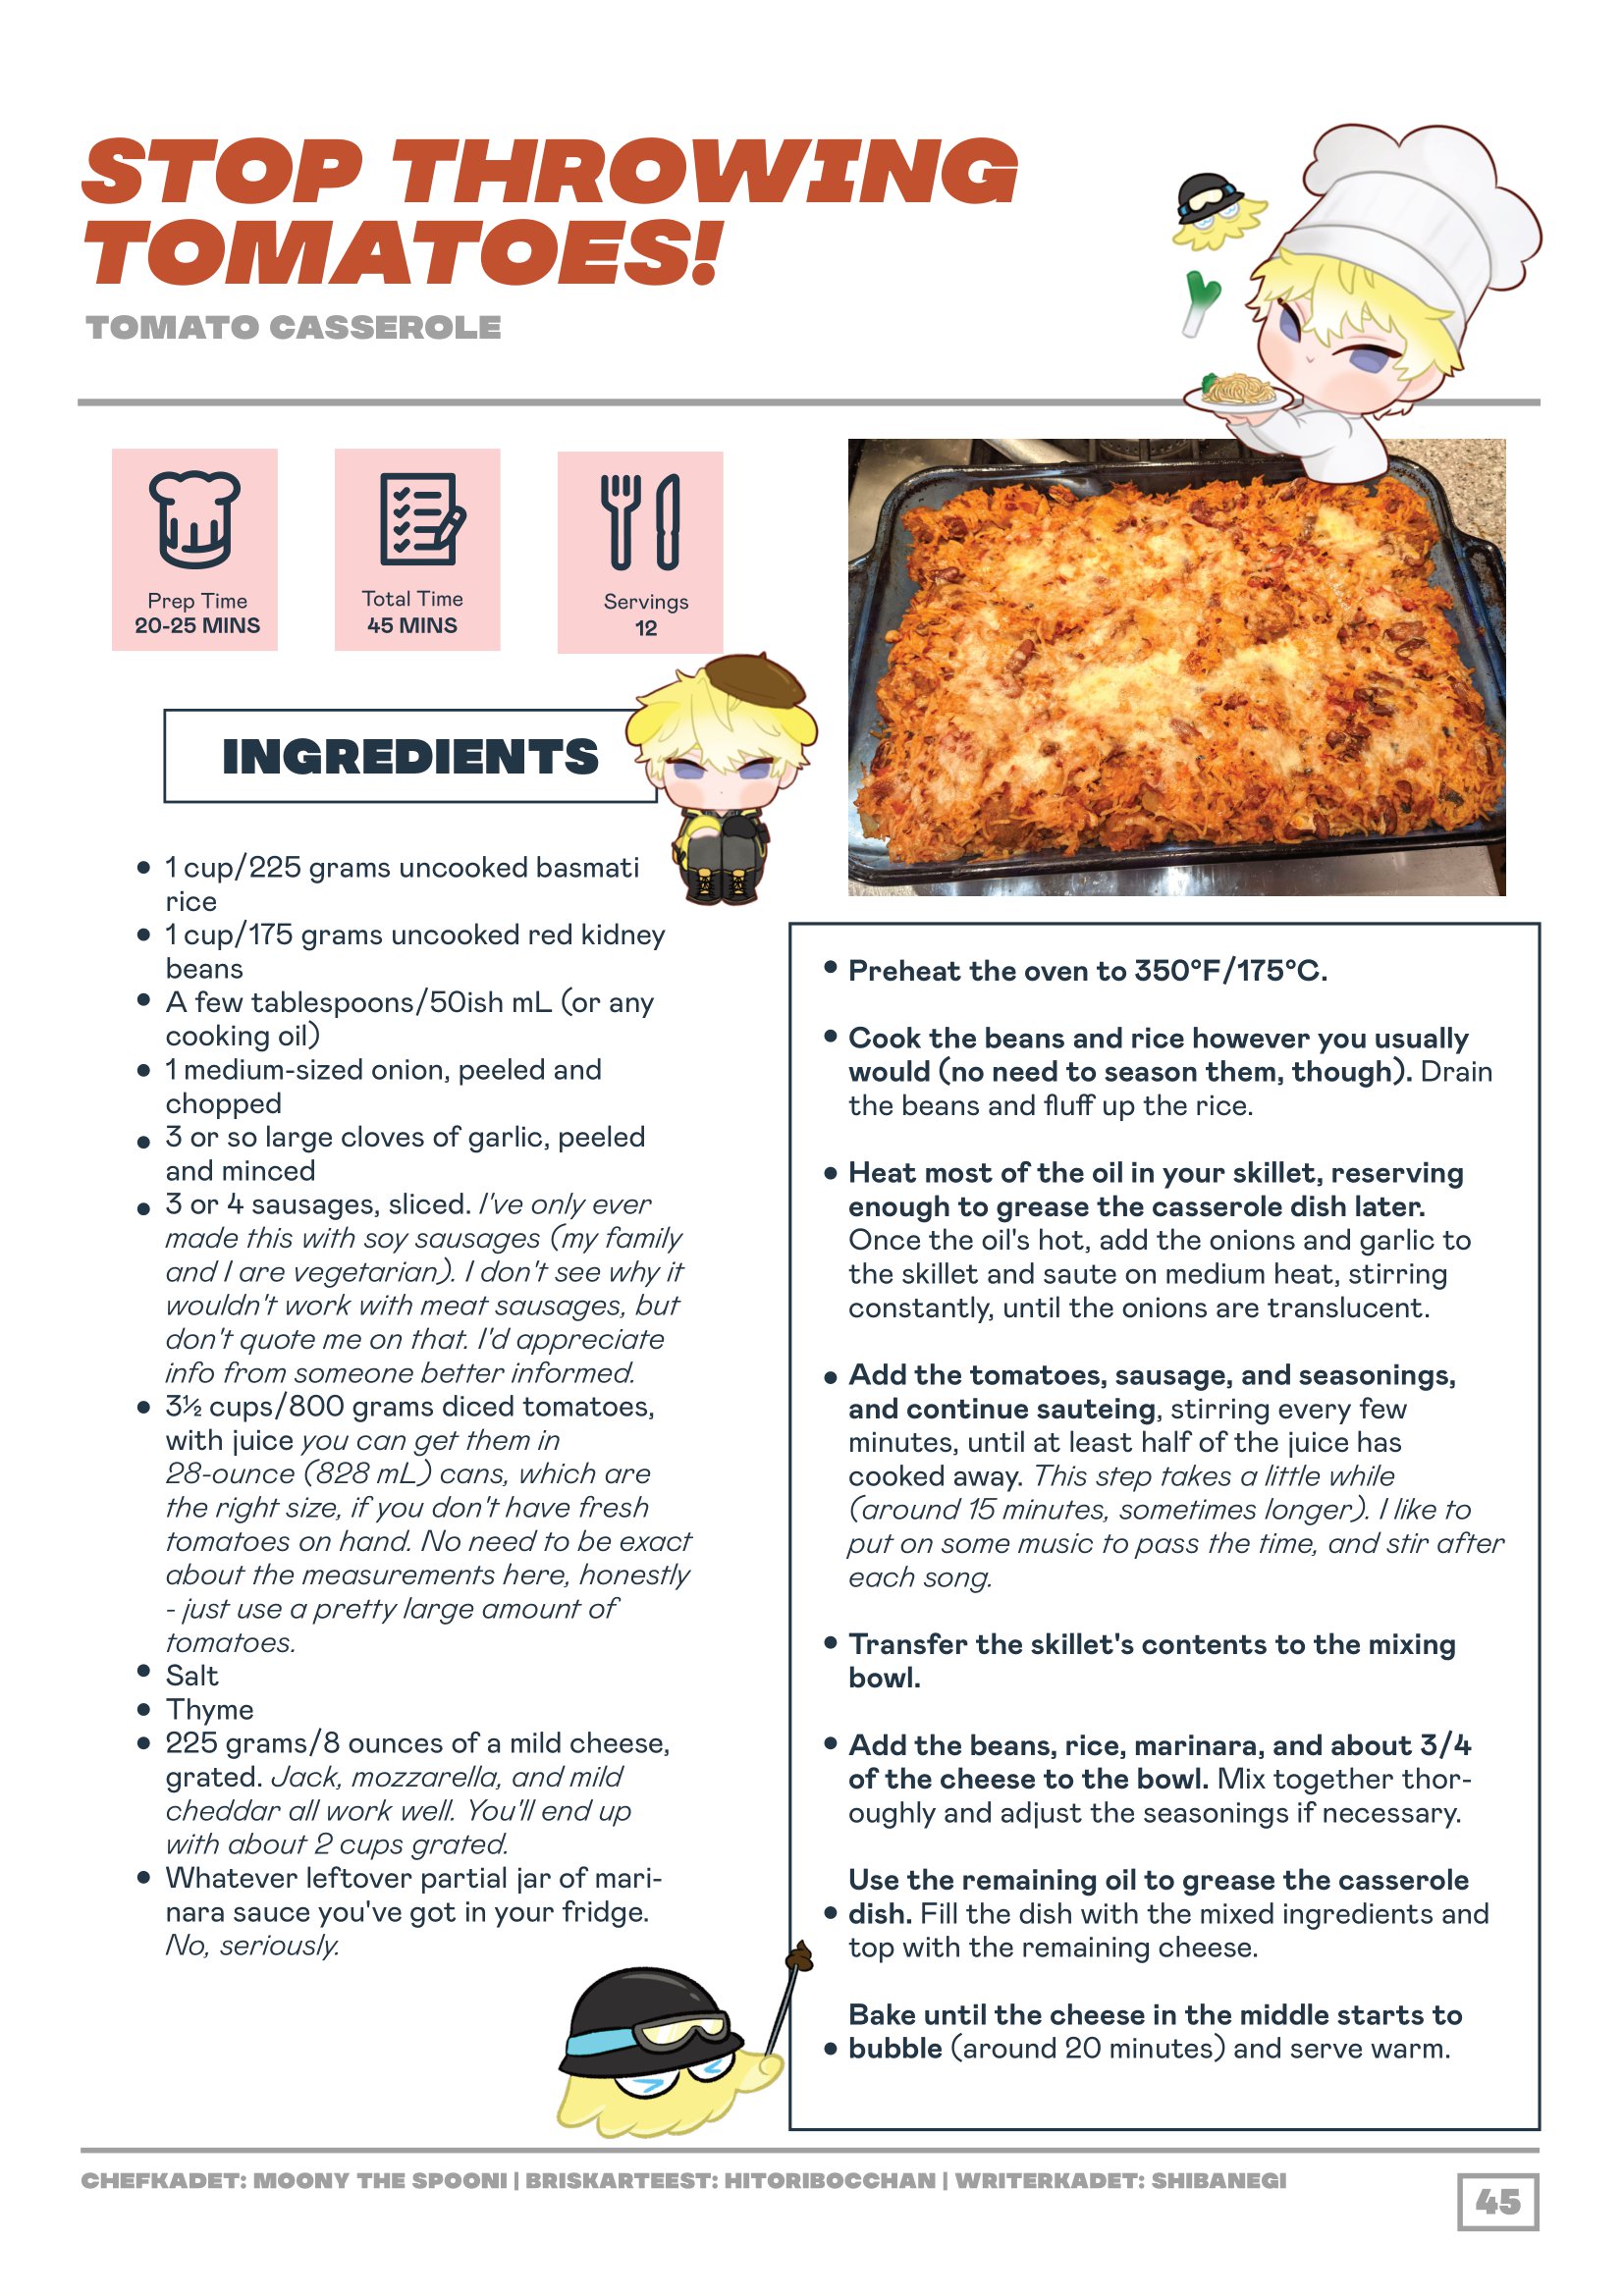 STOP THROWING
TOMATOES!
TOMATO CASSEROLE
Prep Time
20-25 MINS
Total Time
45 MINS
Servings
12
INGREDIENTS
• 1 cup/225 grams uncooked basmati
rice
• 1 cup/175 grams uncooked red kidney
beans
• A few tablespoons/50ish mL (or any
cooking oil)
• 1 medium-sized onion, peeled and
chopped
• 3 or so large cloves of garlic, peeled
and minced
• 3 or 4 sausages, sliced. I've only ever
made this with soy sausages (my family
and I are vegetarian). I don't see why it
wouldn't work with meat sausages, but
don't quote me on that. I'd appreciate
info from someone better informed.
• 3½ cups/800 grams diced tomatoes,
with juice you can get them in
28-ounce (828 mL) cans, which are
the right size, if you don't have fresh
tomatoes on hand. No need to be exact
about the measurements here, honestly
- just use a pretty large amount of
tomatoes.
• Salt
• Thyme
• 225 grams/8 ounces of a mild cheese,
grated. Jack, mozzarella, and mild
cheddar all work well. You'll end up
with about 2 cups grated.
• Whatever leftover partial jar of mari-
nara sauce you've got in your fridge.
No, seriously.
• Preheat the oven to 350°F/175°C.
• Cook the beans and rice however you usually
would (no need to season them, though). Drain
the beans and fluff up the rice.
• Heat most of the oil in your skillet, reserving
enough to grease the casserole dish later.
Once the oil's hot, add the onions and garlic to
the skillet and saute on medium heat, stirring
constantly, until the onions are translucent.
• Add the tomatoes, sausage, and seasonings,
and continue sauteing, stirring every few
minutes, until at least half of the juice has
cooked away. This step takes a little while
(around 15 minutes, sometimes longer). I like to
put on some music to pass the time, and stir after
each song.
• Transfer the skillet's contents to the mixing
bowl.
• Add the beans, rice, marinara, and about 3/4
of the cheese to the bowl. Mix together thor-
oughly and adjust the seasonings if necessary.
Use the remaining oil to grease the casserole
• dish. Fill the dish with the mixed ingredients and
top with the remaining cheese.
Bake until the cheese in the middle starts to
• bubble (around 20 minutes) and serve warm.
CHEFKADET: MOONY THE SPOONI | BRISKARTEEST: HITORIBOCCHAN | WRITERKADET: SHIBANEGI
45